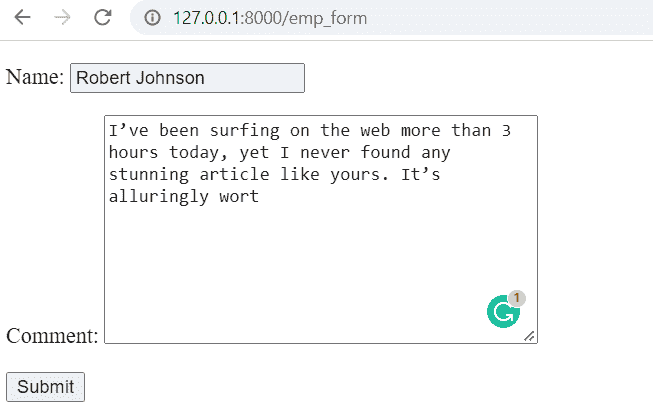 127.0.0.1:8000/emp_form
Name: Robert Johnson
I’ve been surfing on the web more than 3
hours today, yet I never found any
stunning article like yours. It’s
alluringly wort
1
Comment:
Submit